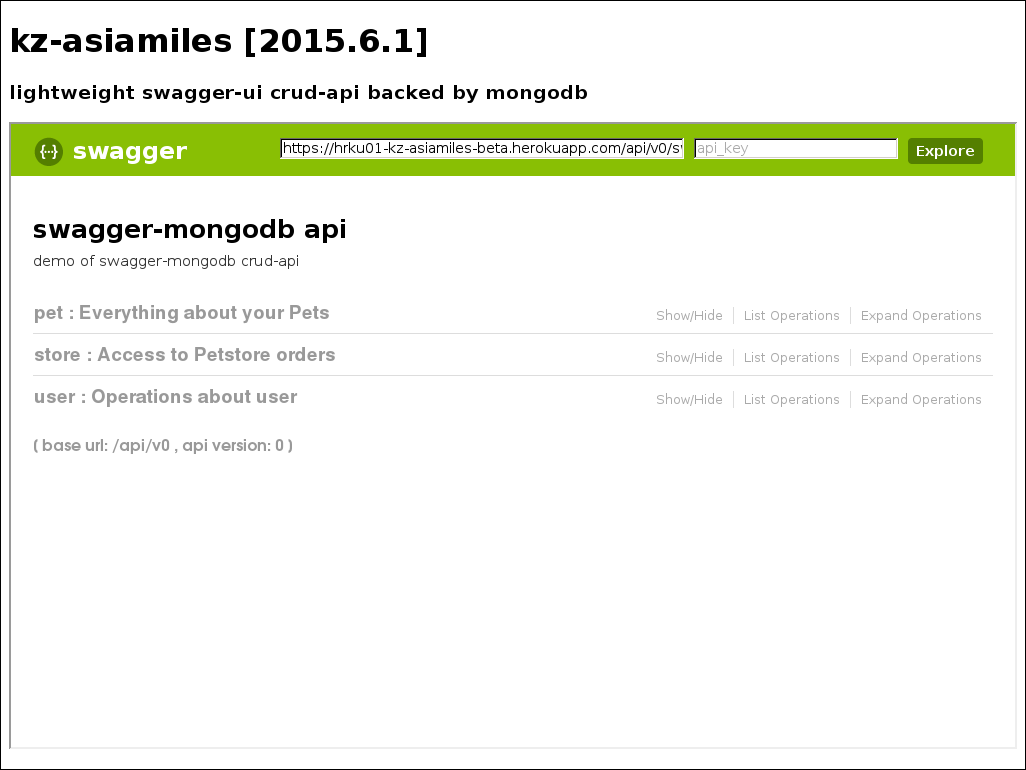 kz-asiamiles [2015.6.1]
lightweight swagger-ui crud-api backed by mongodb
{···} swagger https://hrku01-kz-asiamiles-beta.herokuapp.com/api/v0/s api_key Explore
swagger-mongodb api
demo of swagger-mongodb crud-api
pet : Everything about your Pets Show/Hide List Operations Expand Operations
store : Access to Petstore orders Show/Hide List Operations Expand Operations
user : Operations about user Show/Hide List Operations Expand Operations
[ base url: /api/v0 , api version: 0 ]